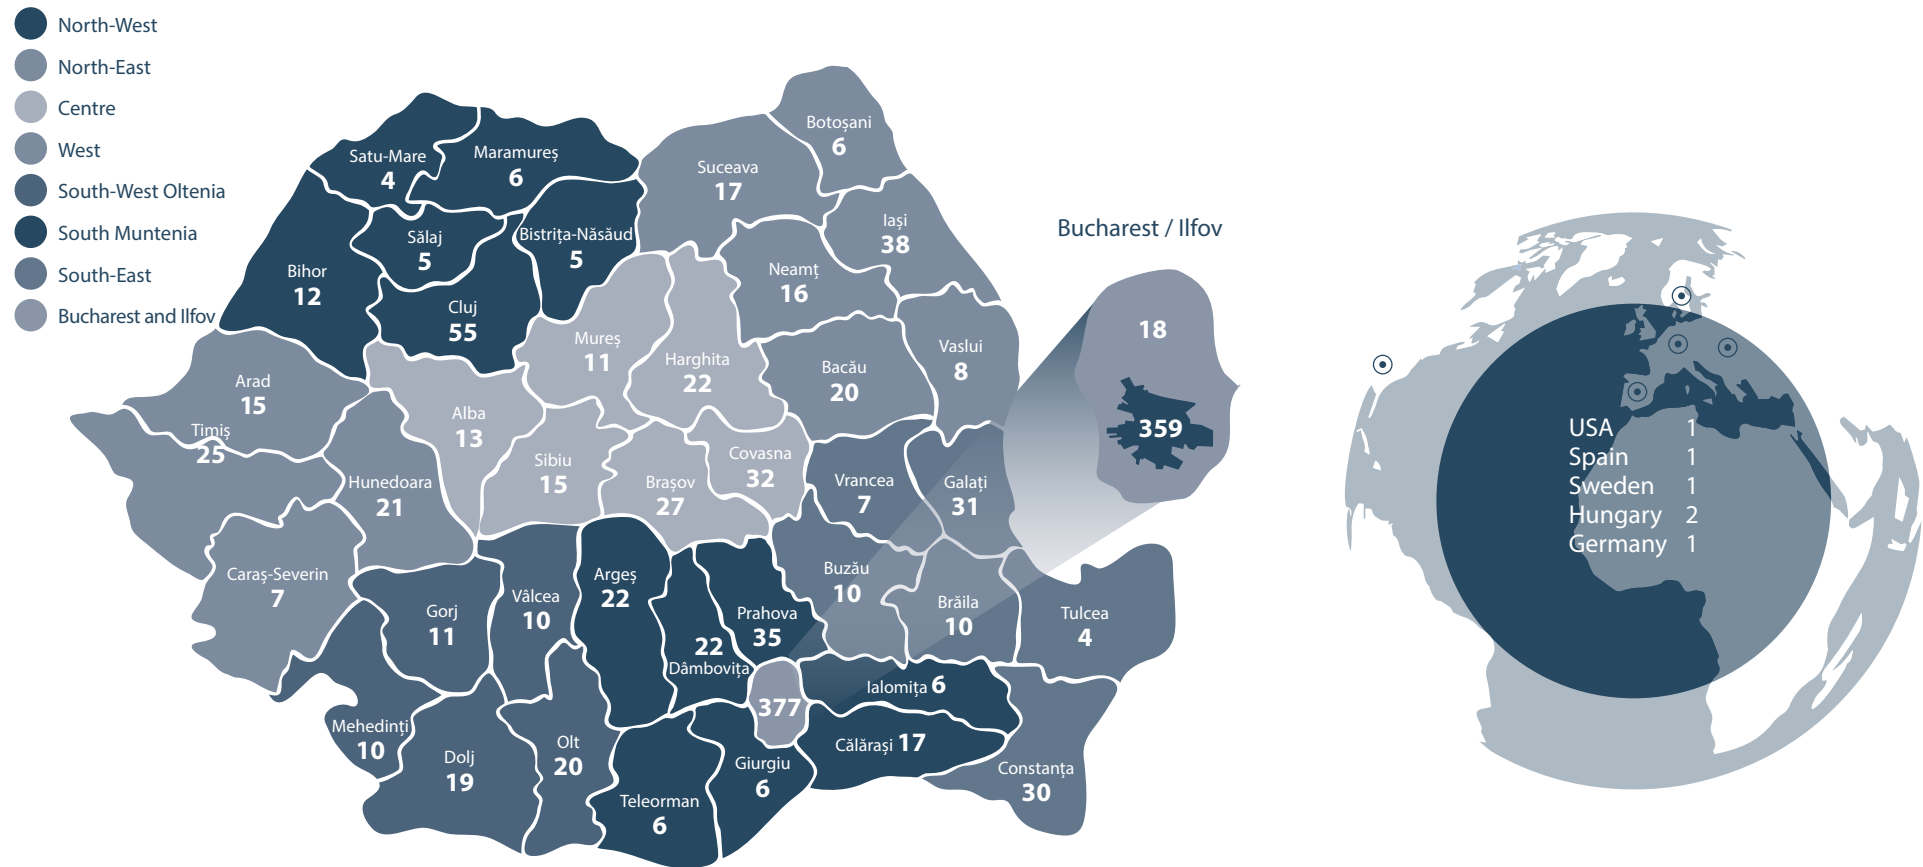 North-West
North-East
Centre
West
South-West Oltenia
South Muntenia
South-East
Bucharest and Ilfov
Botoșani
6
Satu-Mare
4
Maramureș
6
Suceava
17
Iași
38
Sălaj
5
Bistrița-Năsăud
5
Bihor
12
Neamț
16
Cluj
55
Mureș
11
Harghita
22
Bacău
20
Vaslui
8
Arad
15
Timiș
25
Alba
13
Sibiu
15
Brașov
27
Covasna
32
Vrancea
7
Galați
31
Hunedoara
21
Caraș-Severin
7
Gorj
11
Vâlcea
10
Argeș
22
22
Dâmbovița
Prahova
35
Buzău
10
Brăila
10
Tulcea
4
377
Ialomița 6
Călărași 17
Mehedinți
10
Dolj
19
Olt
20
Teleorman
6
Giurgiu
6
Constanța
30
Bucharest / Ilfov
18
359
USA 1
Spain 1
Sweden 1
Hungary 2
Germany 1